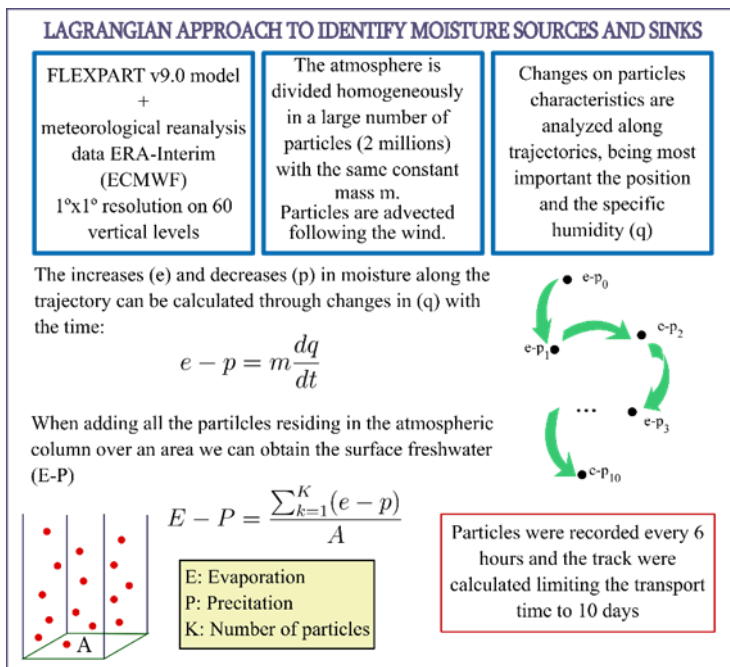 LAGRANGIAN APPROACH TO IDENTIFY MOISTURE SOURCES AND SINKS
FLEXPART v9.0 model
+
meteorological reanalysis
data ERA-Interim
(ECMWF)
1ºx1º resolution on 60
vertical levels
The atmosphere is
divided homogeneously
in a large number of
particles (2 millions)
with the same constant
mass m.
Particles are advected
following the wind.
Changes on particles
characteristics are
analyzed along
trajectories, being most
important the position
and the specific
humidity (q)
The increases (e) and decreases (p) in moisture along the
trajectory can be calculated through changes in (q) with
the time:
e − p = m dq/dt
e-p₀
e-p₁
e-p₂
e-p₃
...
e-p₁₀
When adding all the partilcles residing in the atmospheric
column over an area we can obtain the surface freshwater
(E-P)
E − P = ∑ᴷₖ₌₁(e − p) / A
A
E: Evaporation
P: Precitation
K: Number of particles
Particles were recorded every 6
hours and the track were
calculated limiting the transport
time to 10 days